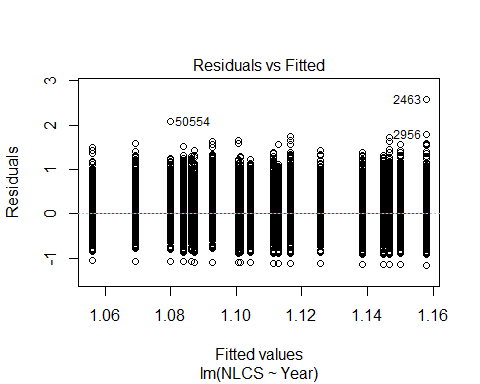 Residuals vs Fitted
3
2
1
0
-1
Residuals
2463
50554
2956
1.06 1.08 1.10 1.12 1.14 1.16
Fitted values
lm(NLCS ~ Year)